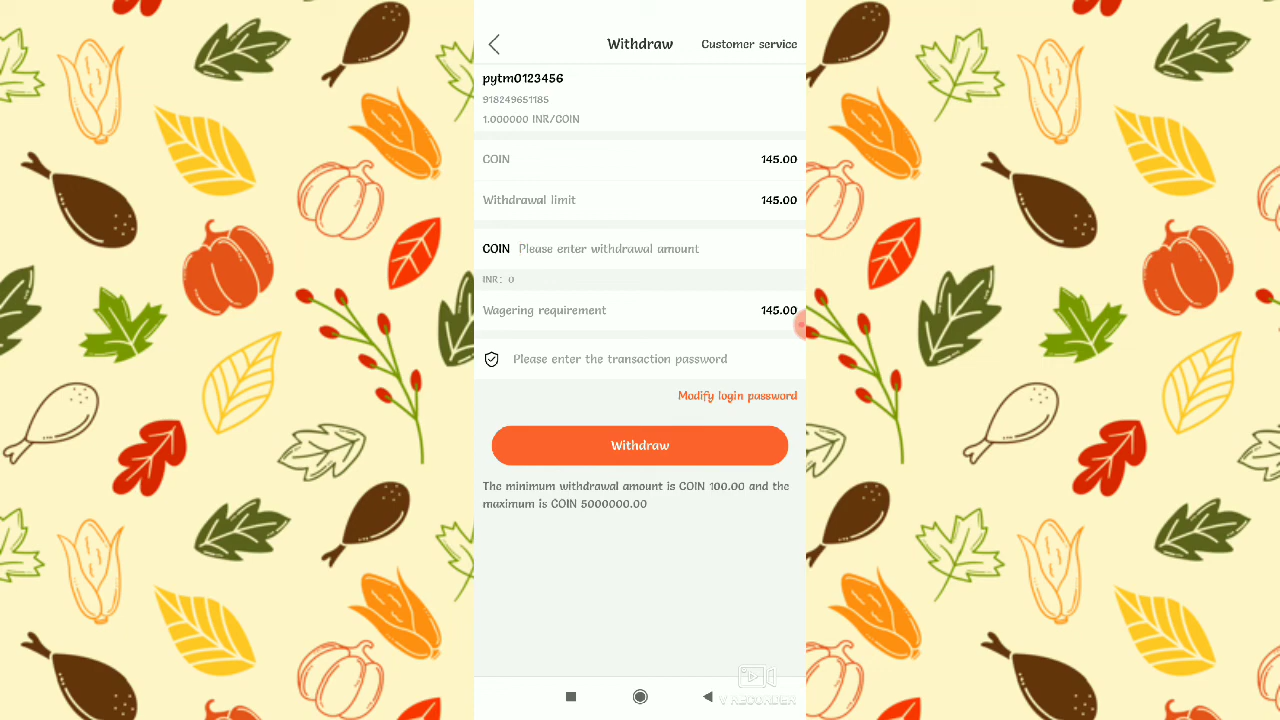 Withdraw
Customer service
pytm0123456
918249651185
1.000000 INR/COIN
COIN 145.00
Withdrawal limit 145.00
COIN Please enter withdrawal amount
INR: 0
Wagering requirement 145.00
Please enter the transaction password
Modify login password
Withdraw
The minimum withdrawal amount is COIN 100.00 and the
maximum is COIN 5000000.00
V RECORDER